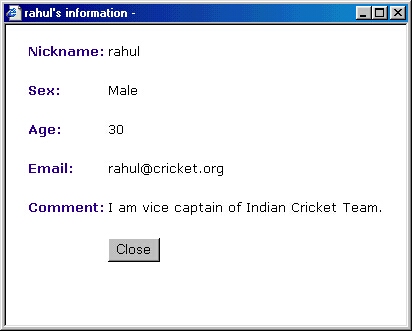 rahul's information -
Nickname: rahul
Sex: Male
Age: 30
Email: rahul@cricket.org
Comment: I am vice captain of Indian Cricket Team.
Close